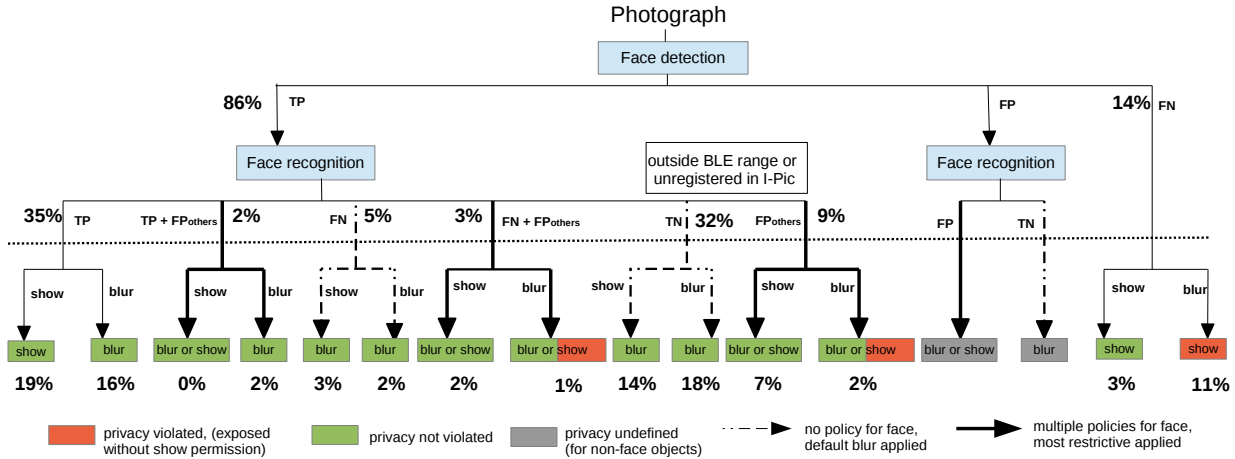 Photograph
Face detection
86% TP FP 14% FN
Face recognition
outside BLE range or
unregistered in I-Pic
Face recognition
35% TP TP + FPothers 2% FN 5% 3% FN + FPothers TN 32% FPothers 9% FP TN
show blur show blur show blur show blur show blur show blur show blur
show blur blur or show blur blur blur blur or show blur or show blur blur blur or show blur or show blur or show blur show show
19% 16% 0% 2% 3% 2% 2% 1% 14% 18% 7% 2% 3% 11%
privacy violated, (exposed
without show permission)
privacy not violated
privacy undefined
(for non-face objects)
no policy for face,
default blur applied
multiple policies for face,
most restrictive applied